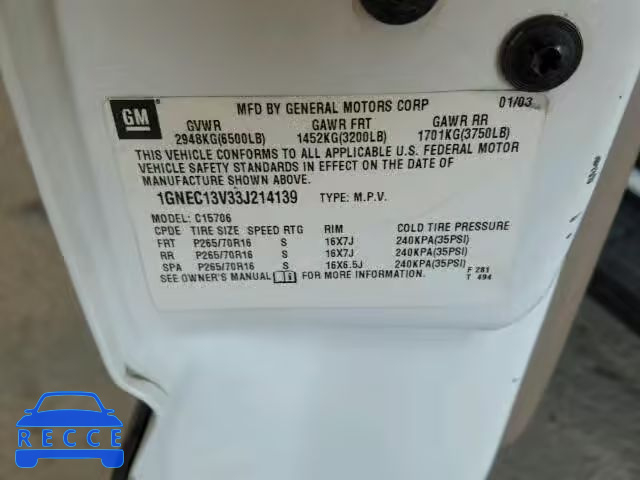 GM
MFD BY GENERAL MOTORS CORP 01/03
GVWR GAWR FRT GAWR RR
2948KG(6500LB) 1452KG(3200LB) 1701KG(3750LB)
THIS VEHICLE CONFORMS TO ALL APPLICABLE U.S. FEDERAL MOTOR
VEHICLE SAFETY STANDARDS IN EFFECT ON THE DATE OF
MANUFACTURE SHOWN ABOVE.
1GNEC13V33J214139 TYPE: M.P.V.
MODEL: C15706
CPDE TIRE SIZE SPEED RTG RIM COLD TIRE PRESSURE
FRT P265/70R16 S 16X7J 240KPA(35PSI)
RR P265/70R16 S 16X7J 240KPA(35PSI)
SPA P265/70R16 S 16X6.5J 240KPA(35PSI)
SEE OWNER'S MANUAL FOR MORE INFORMATION.
F 281
T 494
IDEAL
RECCE